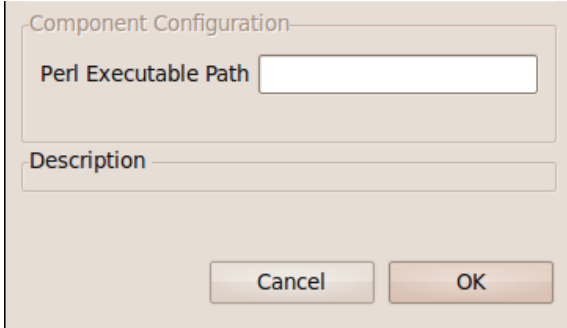 Component Configuration
Perl Executable Path
Description
Cancel OK